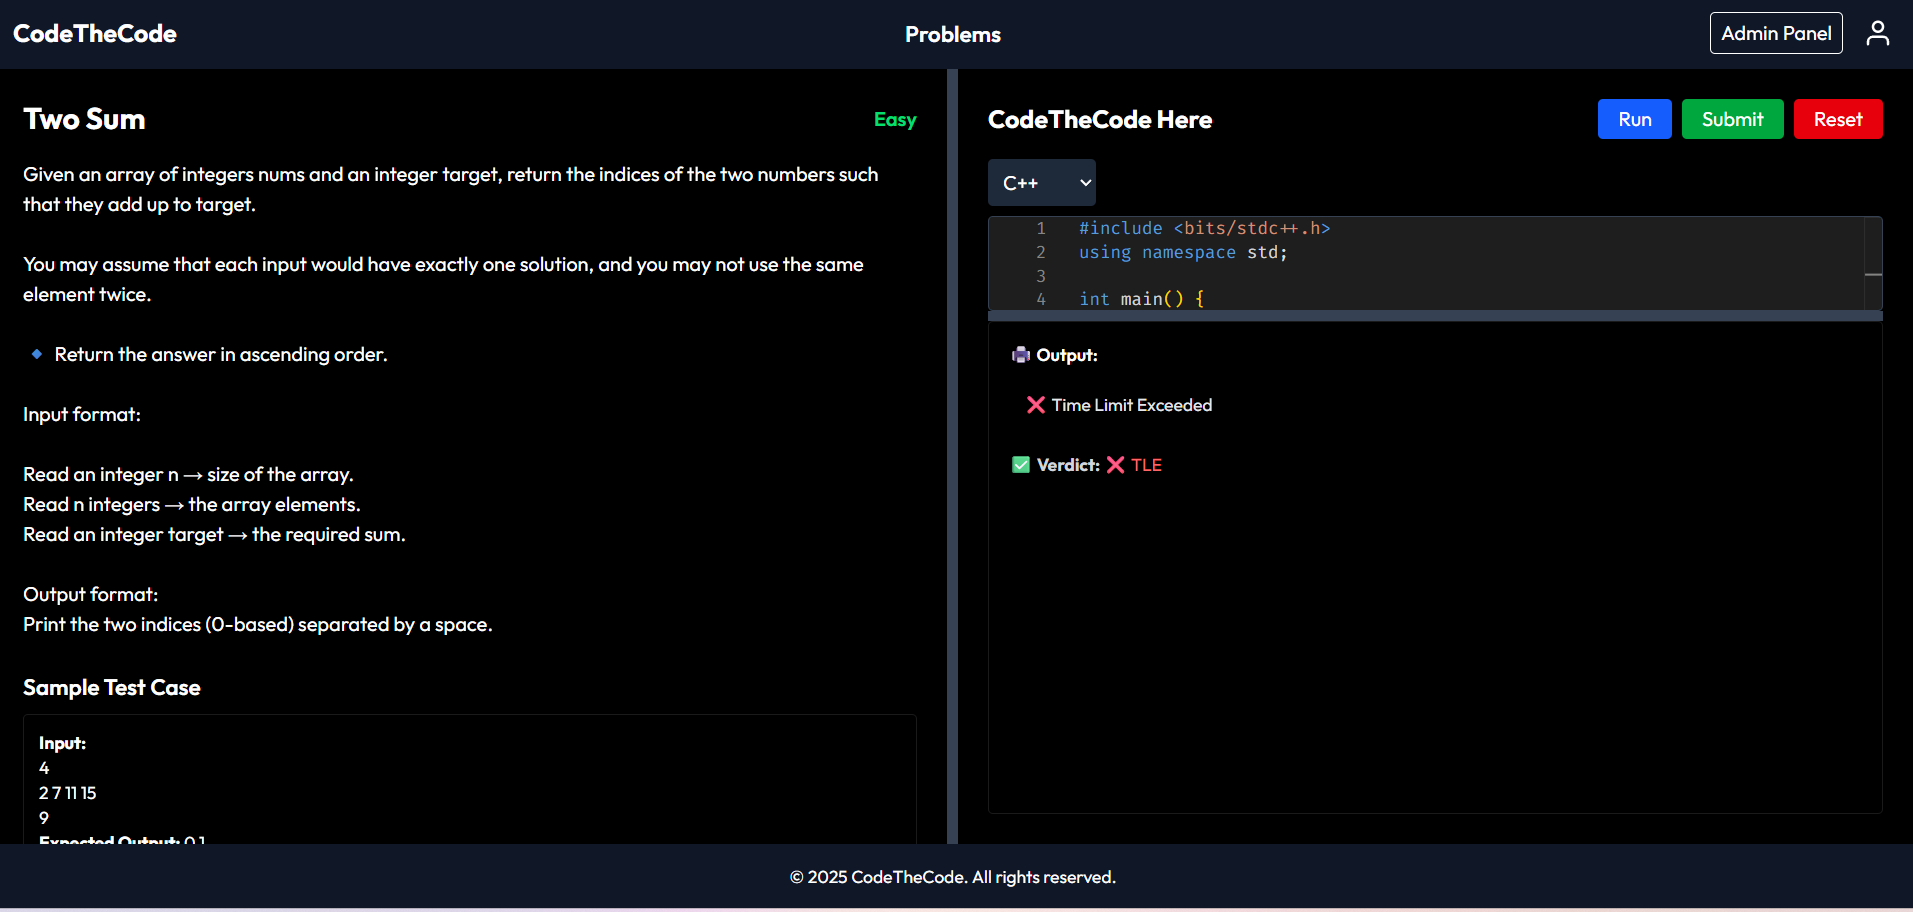 CodeTheCode
Problems
Admin Panel
Two Sum
Easy
Given an array of integers nums and an integer target, return the indices of the two numbers such
that they add up to target.
You may assume that each input would have exactly one solution, and you may not use the same
element twice.
Return the answer in ascending order.
Input format:
Read an integer n → size of the array.
Read n integers → the array elements.
Read an integer target → the required sum.
Output format:
Print the two indices (0-based) separated by a space.
Sample Test Case
Input:
4
2 7 11 15
9
Expected Output: 0 1
CodeTheCode Here
Run
Submit
Reset
C++
1 #include <bits/stdc++.h>
2 using namespace std;
3
4 int main() {
Output:
❌ Time Limit Exceeded
✅ Verdict: ❌ TLE
© 2025 CodeTheCode. All rights reserved.